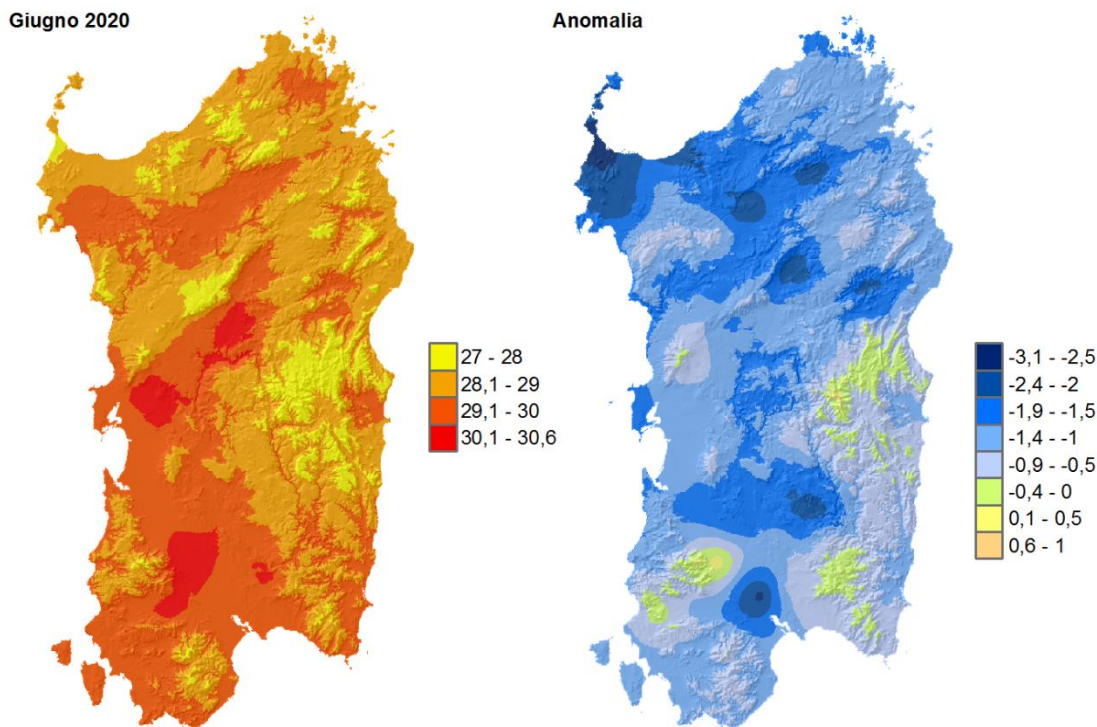 Giugno 2020
Anomalia
27 - 28
28,1 - 29
29,1 - 30
30,1 - 30,6
-3,1 - -2,5
-2,4 - -2
-1,9 - -1,5
-1,4 - -1
-0,9 - -0,5
-0,4 - 0
0,1 - 0,5
0,6 - 1